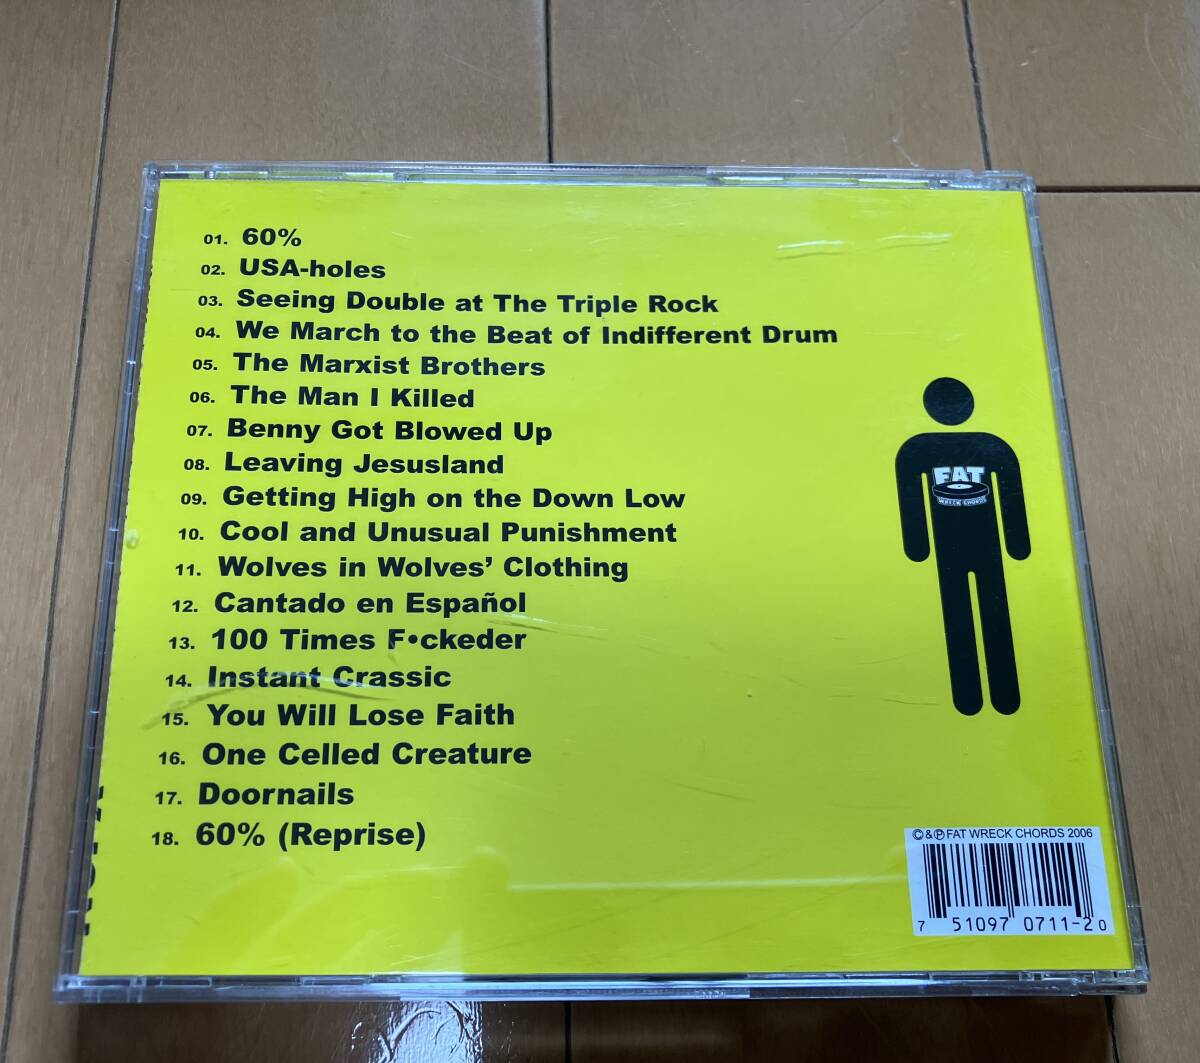 01. 60%
02. USA-holes
03. Seeing Double at The Triple Rock
04. We March to the Beat of Indifferent Drum
05. The Marxist Brothers
06. The Man I Killed
07. Benny Got Blowed Up
08. Leaving Jesusland
09. Getting High on the Down Low
10. Cool and Unusual Punishment
11. Wolves in Wolves' Clothing
12. Cantado en Español
13. 100 Times F•ckeder
14. Instant Crassic
15. You Will Lose Faith
16. One Celled Creature
17. Doornails
18. 60% (Reprise)
FAT
WRECK CHORDS
©&℗ FAT WRECK CHORDS 2006
7 51097 0711-2 0